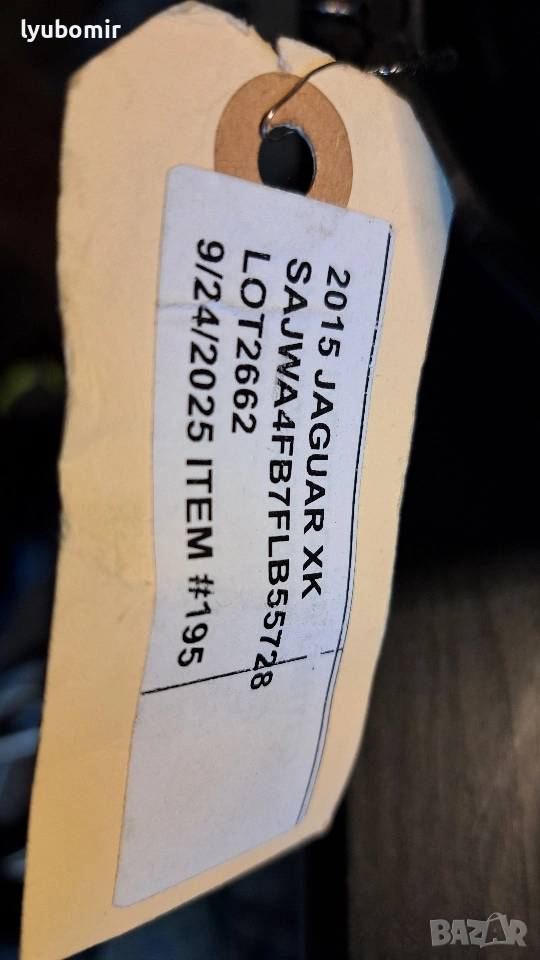 lyubomir
2015 JAGUAR XK
SAJWA4FB7FLB55728
LOT2662
9/24/2025 ITEM #195
BAZAR